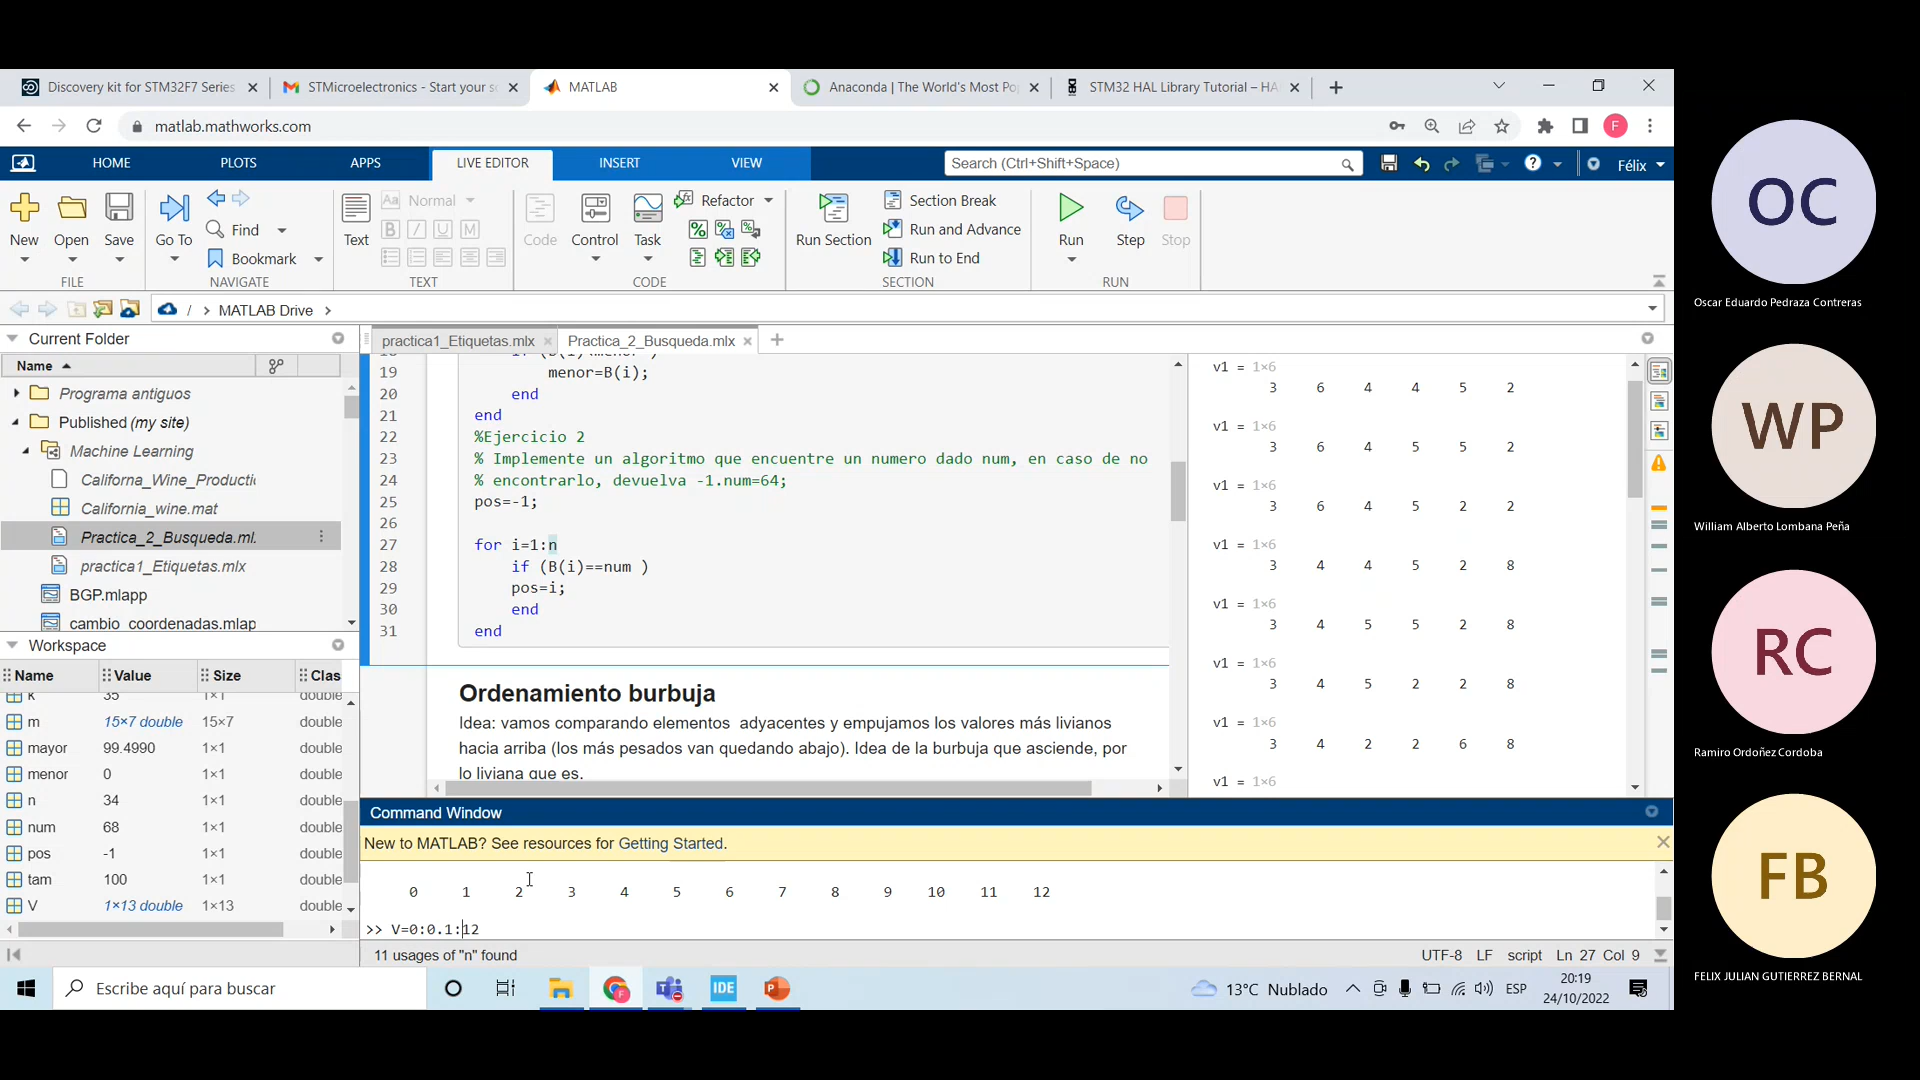 Discovery kit for STM32F7 Series
STMicroelectronics - Start your s
MATLAB
Anaconda | The World's Most Po
STM32 HAL Library Tutorial – HA
matlab.mathworks.com
F
HOME
PLOTS
APPS
LIVE EDITOR
INSERT
VIEW
Search (Ctrl+Shift+Space)
Félix
New
Open
Save
Go To
Find
Bookmark
Text
Aa Normal
B I U M
Code
Control
Task
Refactor
Run Section
Section Break
Run and Advance
Run to End
Run
Step
Stop
FILE
NAVIGATE
TEXT
CODE
SECTION
RUN
/ > MATLAB Drive >
Current Folder
Name
Programa antiguos
Published (my site)
Machine Learning
Californa_Wine_Producti
California_wine.mat
Practica_2_Busqueda.ml.
practica1_Etiquetas.mlx
BGP.mlapp
cambio_coordenadas.mlap
Workspace
Name Value Size Clas
k 35 1×1 double
m 15×7 double 15×7 double
mayor 99.4990 1×1 double
menor 0 1×1 double
n 34 1×1 double
num 68 1×1 double
pos -1 1×1 double
tam 100 1×1 double
V 1×13 double 1×13 double
practica1_Etiquetas.mlx
Practica_2_Busqueda.mlx
18 if (B(i)<menor )
19 menor=B(i);
20 end
21 end
22 %Ejercicio 2
23 % Implemente un algoritmo que encuentre un numero dado num, en caso de no
24 % encontrarlo, devuelva -1.num=64;
25 pos=-1;
26
27 for i=1:n
28 if (B(i)==num )
29 pos=i;
30 end
31 end
Ordenamiento burbuja
Idea: vamos comparando elementos adyacentes y empujamos los valores más livianos
hacia arriba (los más pesados van quedando abajo). Idea de la burbuja que asciende, por
lo liviana que es.
v1 = 1×6
3 6 4 4 5 2
v1 = 1×6
3 6 4 5 5 2
v1 = 1×6
3 6 4 5 2 2
v1 = 1×6
3 4 4 5 2 8
v1 = 1×6
3 4 5 5 2 8
v1 = 1×6
3 4 5 2 2 8
v1 = 1×6
3 4 2 2 6 8
v1 = 1×6
Command Window
New to MATLAB? See resources for Getting Started.
0 1 2 3 4 5 6 7 8 9 10 11 12
>> V=0:0.1:12
11 usages of "n" found
UTF-8 LF script Ln 27 Col 9
Escribe aquí para buscar
IDE
13°C Nublado
ESP
20:19
24/10/2022
OC
Oscar Eduardo Pedraza Contreras
WP
William Alberto Lombana Peña
RC
Ramiro Ordoñez Cordoba
FB
FELIX JULIAN GUTIERREZ BERNAL